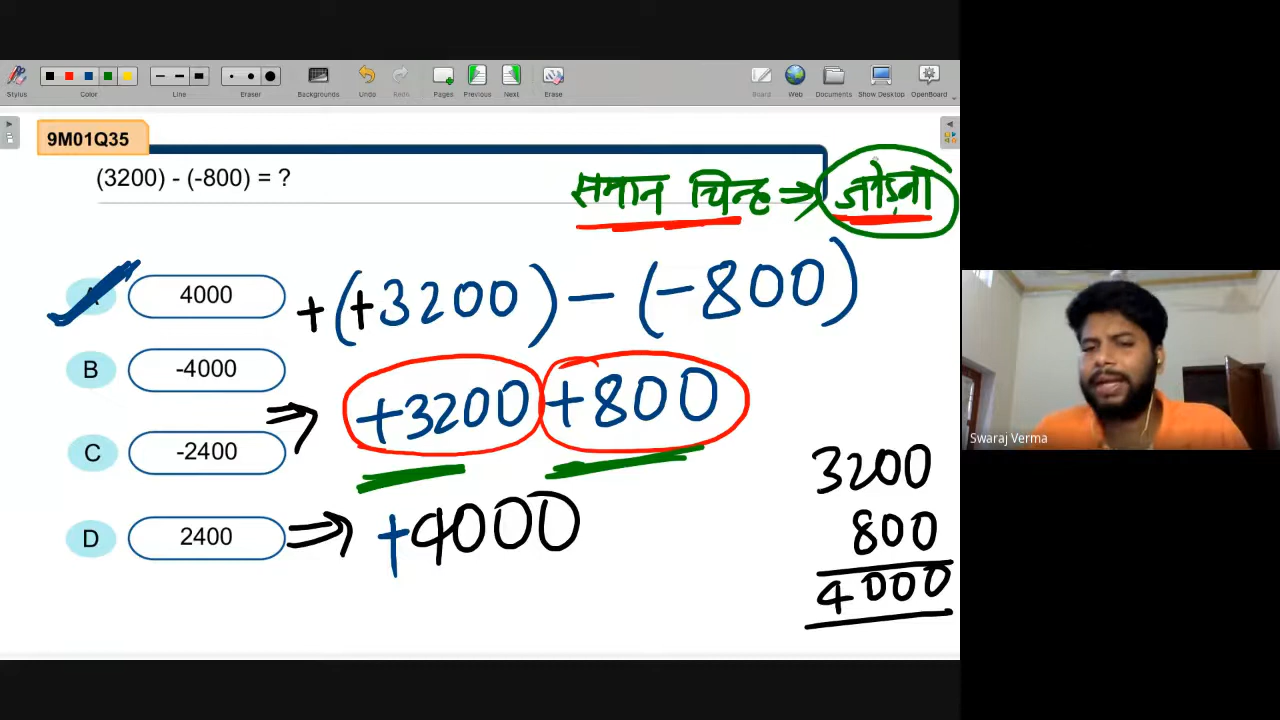 Stylus Color Line Eraser Backgrounds Undo Redo Pages Previous Next Erase Board Web Documents Show Desktop OpenBoard
9M01Q35
(3200) - (-800) = ?
समान चिन्ह ⇒ जोड़ना
A 4000
+(+3200) - (-800)
B -4000
⇒ +3200 +800
C -2400
D 2400
⇒ +4000
3200
800
4000
Swaraj Verma